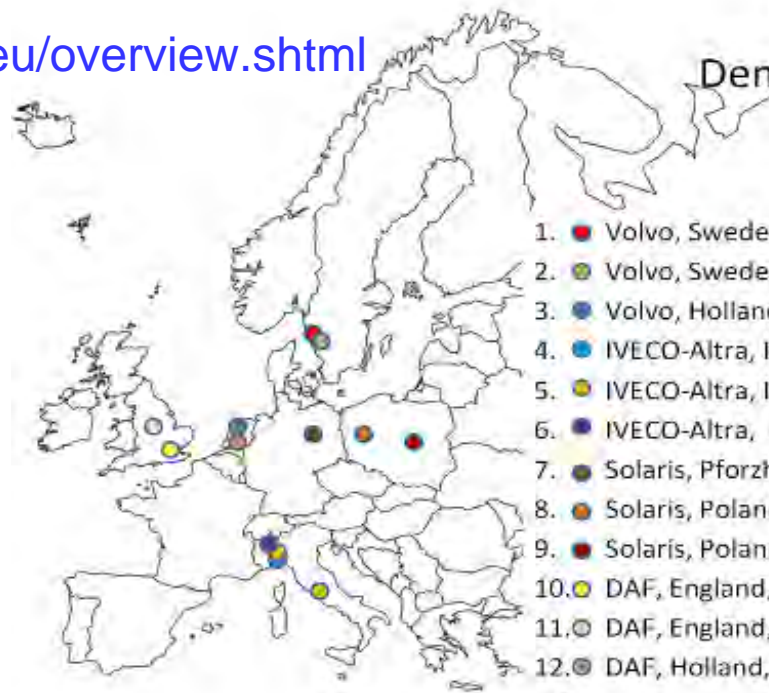 eu/overview.shtml
Den
1. Volvo, Swede
2. Volvo, Swede
3. Volvo, Holland
4. IVECO-Altra, I
5. IVECO-Altra, I
6. IVECO-Altra,
7. Solaris, Pforzh
8. Solaris, Polan
9. Solaris, Polan
10. DAF, England,
11. DAF, England,
12. DAF, Holland,